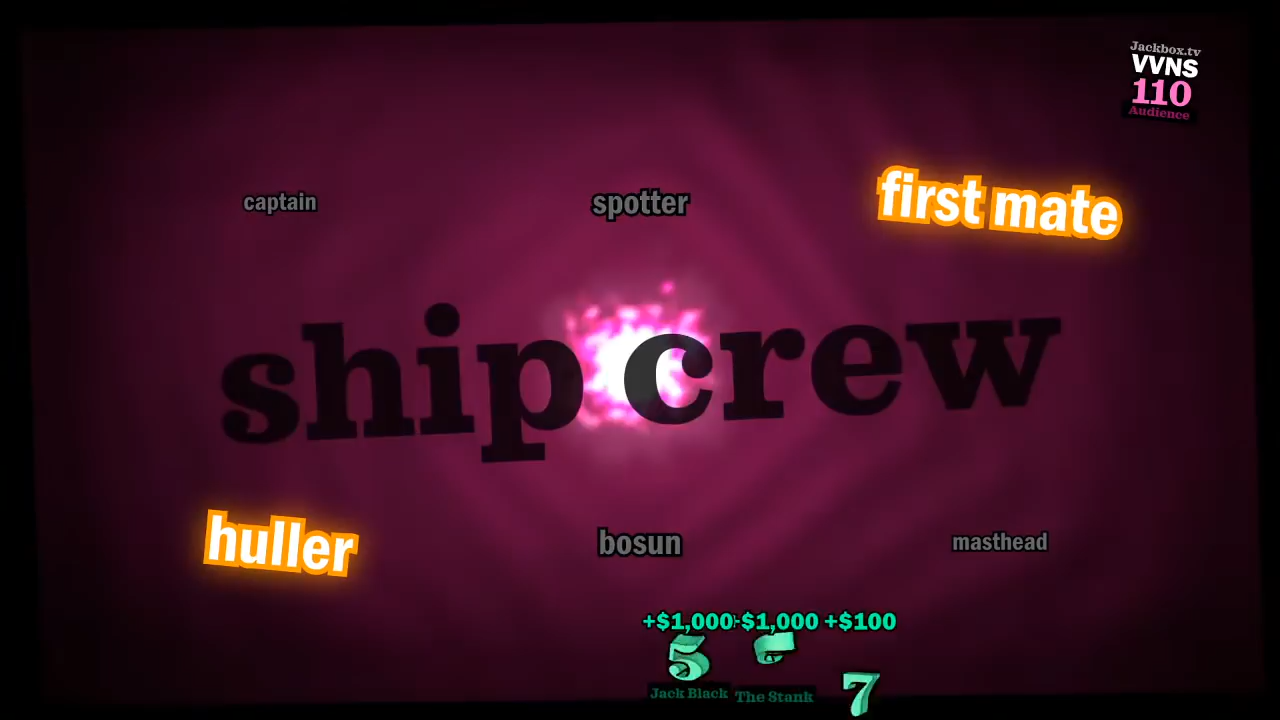 Jackbox.tv
VVNS
110
Audience
captain
spotter
first mate
ship crew
huller
bosun
masthead
+$1,000 +$1,000 +$100
5
7
Jack Black
The Stank